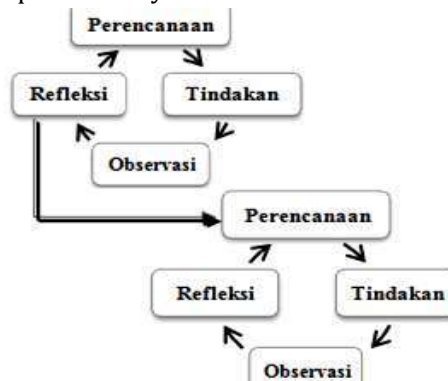 Perencanaan
Refleksi
Tindakan
Observasi
Perencanaan
Refleksi
Tindakan
Observasi